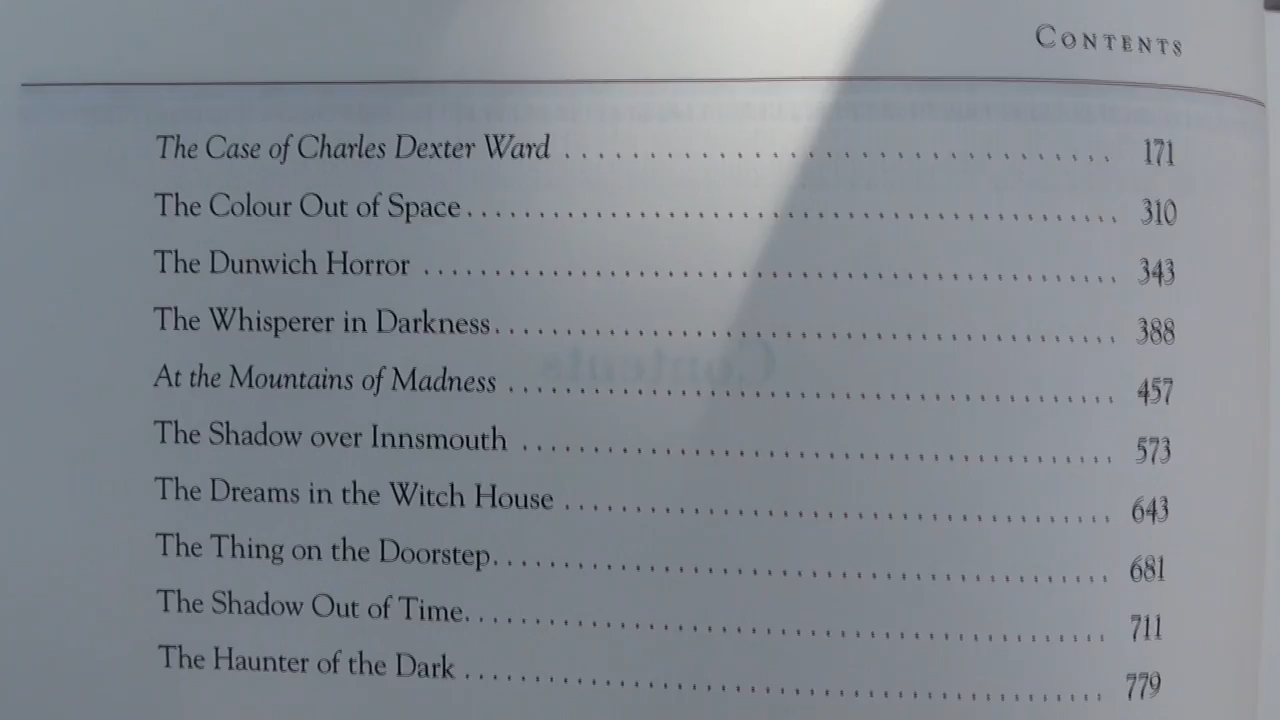 CONTENTS
The Case of Charles Dexter Ward . . . . . . . . . . . . . . . . . . . . . . . . . . . . . . . . 171
The Colour Out of Space. . . . . . . . . . . . . . . . . . . . . . . . . . . . . . . . . . . . . . . 310
The Dunwich Horror . . . . . . . . . . . . . . . . . . . . . . . . . . . . . . . . . . . . . . . . . . 343
The Whisperer in Darkness. . . . . . . . . . . . . . . . . . . . . . . . . . . . . . . . . . . . . 388
At the Mountains of Madness . . . . . . . . . . . . . . . . . . . . . . . . . . . . . . . . . . . 457
The Shadow over Innsmouth . . . . . . . . . . . . . . . . . . . . . . . . . . . . . . . . . . . 573
The Dreams in the Witch House . . . . . . . . . . . . . . . . . . . . . . . . . . . . . . . . 643
The Thing on the Doorstep. . . . . . . . . . . . . . . . . . . . . . . . . . . . . . . . . . . . . 681
The Shadow Out of Time. . . . . . . . . . . . . . . . . . . . . . . . . . . . . . . . . . . . . . 711
The Haunter of the Dark . . . . . . . . . . . . . . . . . . . . . . . . . . . . . . . . . . . . . . 779
Contents